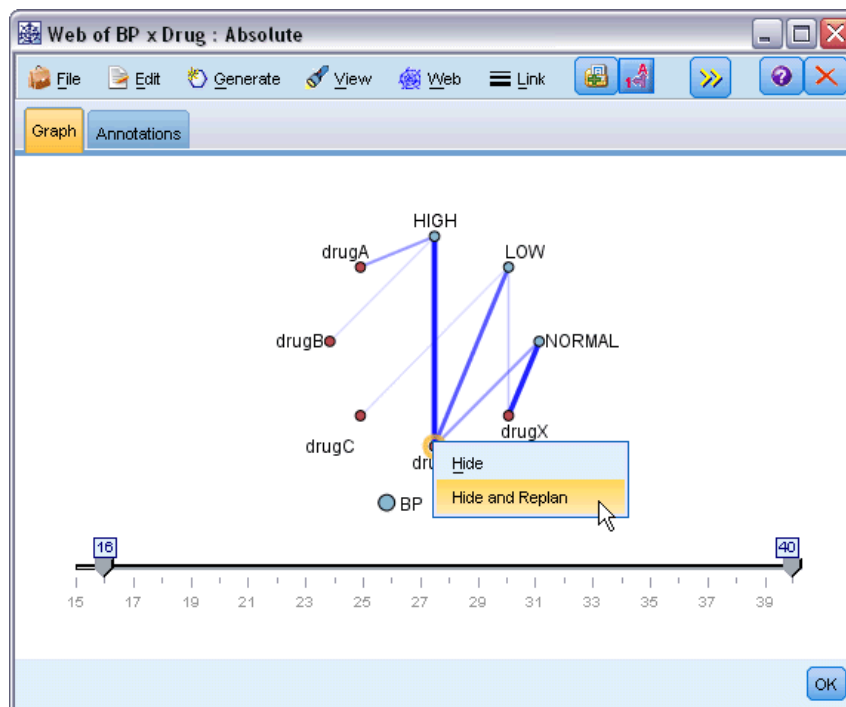 Web of BP x Drug : Absolute
File Edit Generate View Web Link
Graph Annotations
HIGH
drugA
LOW
drugB
NORMAL
drugC
drugX
Hide
Hide and Replan
BP
16 40
15 17 19 21 23 25 27 29 31 33 35 37 39
OK